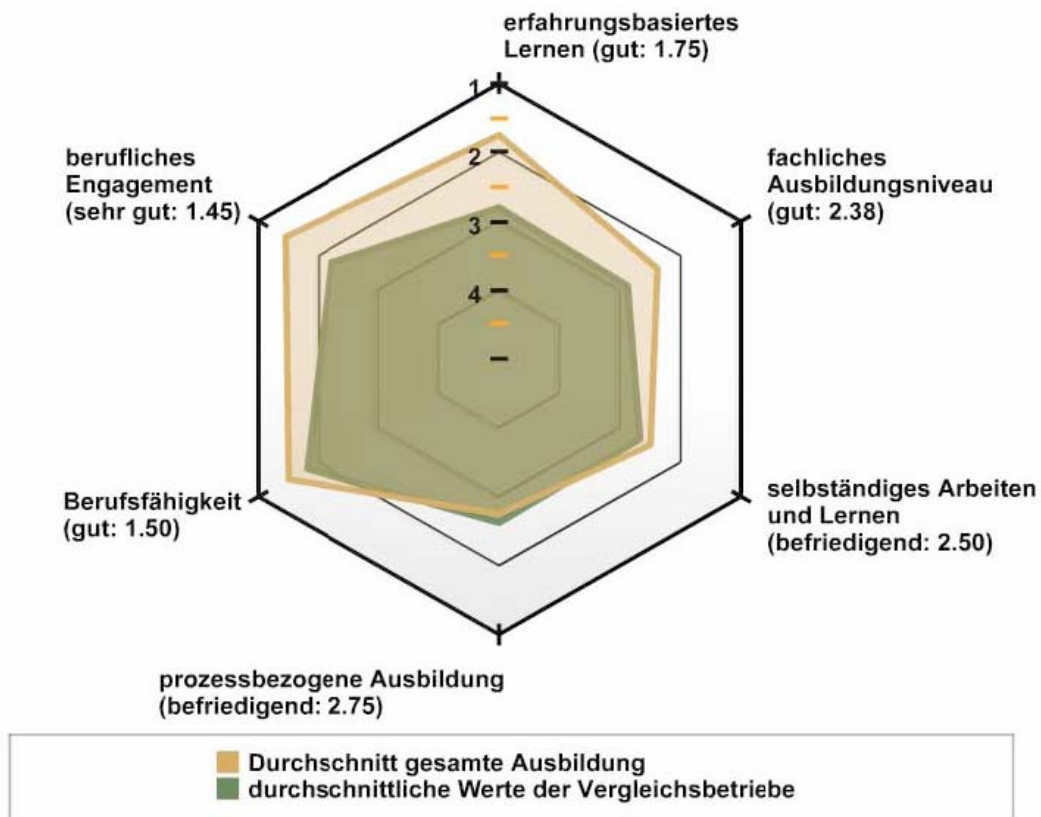 erfahrungsbasiertes
Lernen (gut: 1.75)
1
2
3
4
berufliches
Engagement
(sehr gut: 1.45)
fachliches
Ausbildungsniveau
(gut: 2.38)
Berufsfähigkeit
(gut: 1.50)
selbständiges Arbeiten
und Lernen
(befriedigend: 2.50)
prozessbezogene Ausbildung
(befriedigend: 2.75)
Durchschnitt gesamte Ausbildung
durchschnittliche Werte der Vergleichsbetriebe